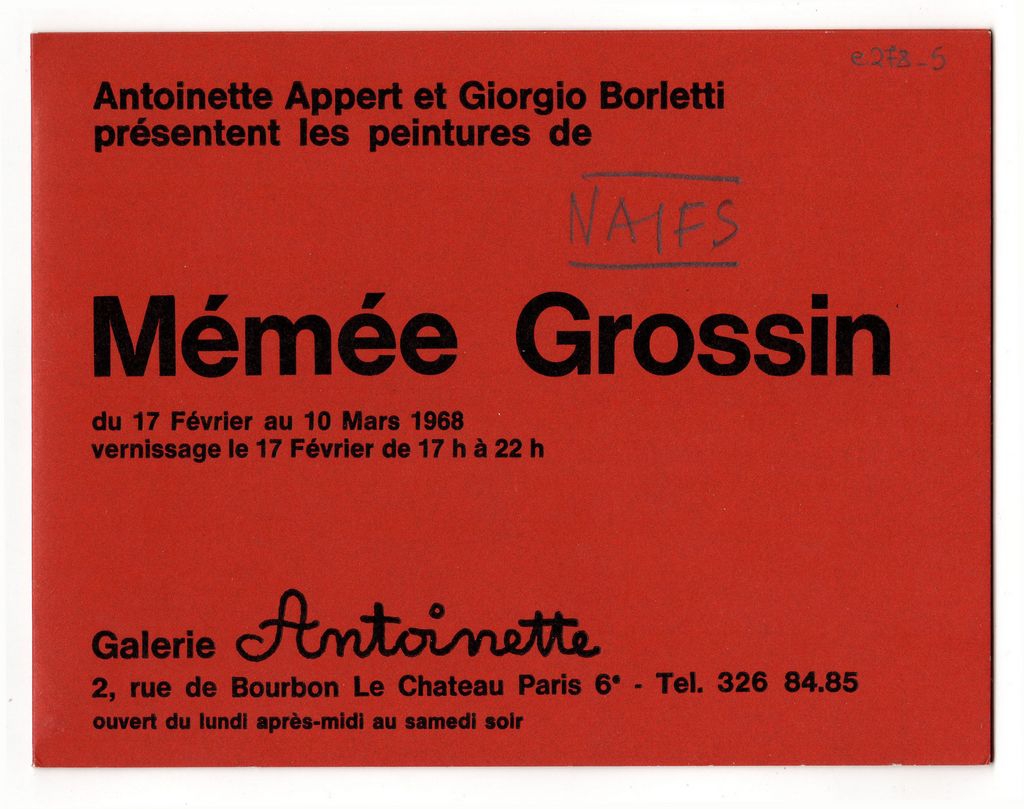 e278-5
Antoinette Appert et Giorgio Borletti
présentent les peintures de
NAIFS
Mémée Grossin
du 17 Février au 10 Mars 1968
vernissage le 17 Février de 17 h à 22 h
Galerie Antoinette
2, rue de Bourbon Le Chateau Paris 6e - Tel. 326 84.85
ouvert du lundi après-midi au samedi soir